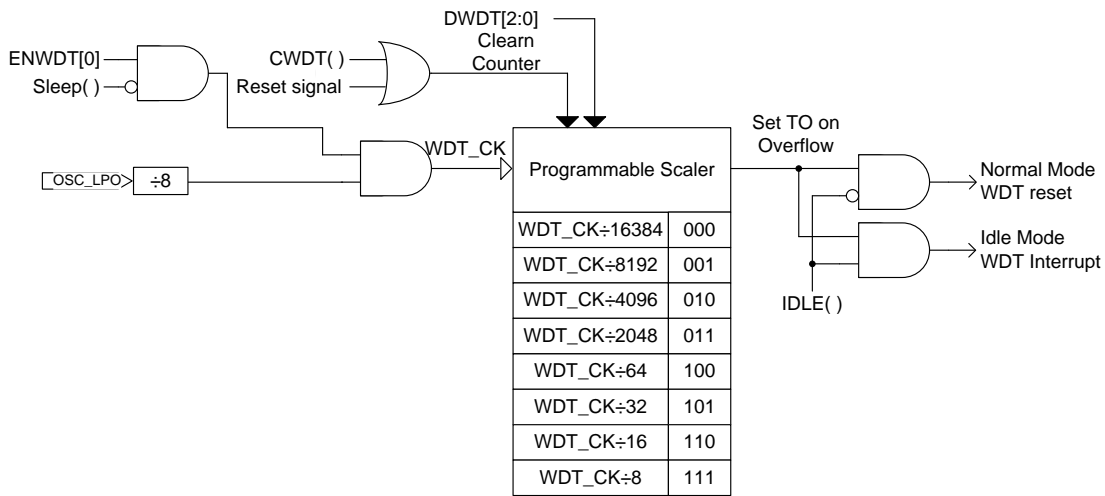 DWDT[2:0]
Clearn
Counter
ENWDT[0]
Sleep( )
CWDT( )
Reset signal
WDT_CK
OSC_LPO
÷8
Programmable Scaler
Set TO on
Overflow
Normal Mode
WDT reset
Idle Mode
WDT Interrupt
IDLE( )
WDT_CK÷16384 000
WDT_CK÷8192 001
WDT_CK÷4096 010
WDT_CK÷2048 011
WDT_CK÷64 100
WDT_CK÷32 101
WDT_CK÷16 110
WDT_CK÷8 111